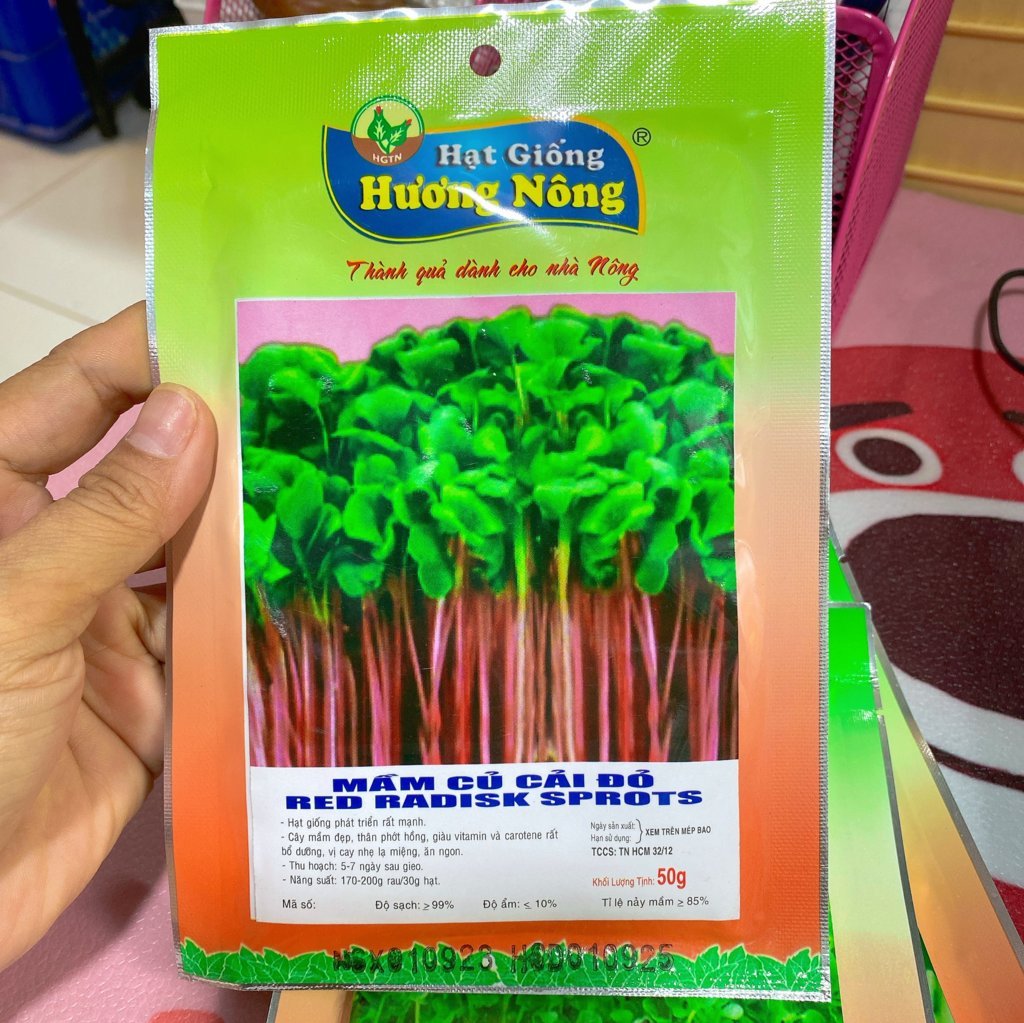 HGTN
Hạt Giống ®
Hương Nông
Thành quả dành cho nhà Nông
MẦM CỦ CẢI ĐỎ
RED RADISK SPROTS
- Hạt giống phát triển rất mạnh.
- Cây mầm đẹp, thân phớt hồng, giàu vitamin và carotene rất
bổ dưỡng, vị cay nhẹ lạ miệng, ăn ngon.
- Thu hoạch: 5-7 ngày sau gieo.
- Năng suất: 170-200g rau/30g hạt.
Ngày sản xuất:
Hạn sử dụng:
XEM TRÊN MÉP BAO
TCCS: TN HCM 32/12
Khối Lượng Tịnh: 50g
Mã số: Độ sạch: ≥99% Độ ẩm: ≤ 10% Tỉ lệ nảy mầm ≥ 85%
NSX010923 HSD010925